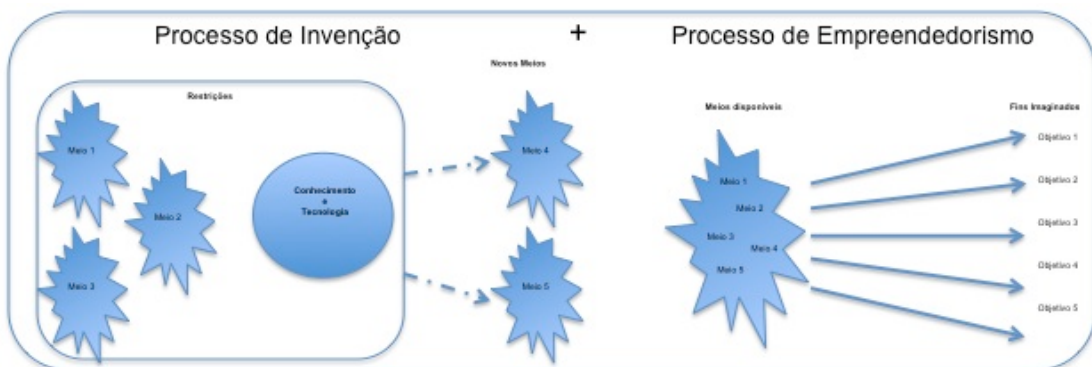 Processo de Invenção
+
Processo de Empreendedorismo
Novos Meios
Restrições
Meio 1
Meio 2
Meio 3
Conhecimento
e
Tecnologia
Meio 4
Meio 5
Meios disponíveis
Meio 1
Meio 2
Meio 3
Meio 4
Meio 5
Fins Imaginados
Objetivo 1
Objetivo 2
Objetivo 3
Objetivo 4
Objetivo 5